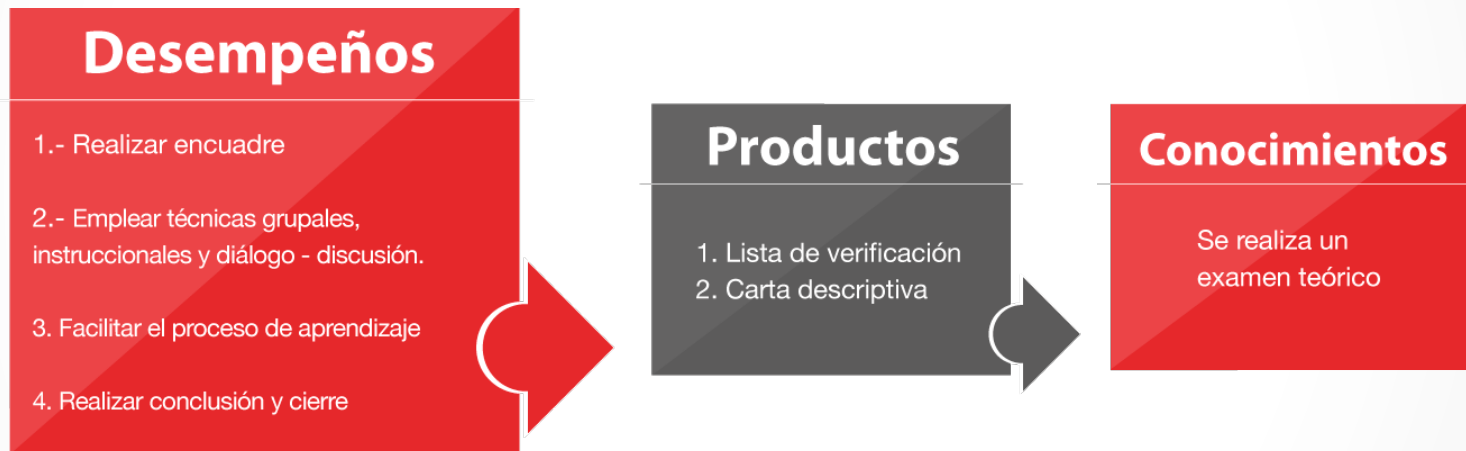 Desempeños
1.- Realizar encuadre
2.- Emplear técnicas grupales,
instruccionales y diálogo - discusión.
3. Facilitar el proceso de aprendizaje
4. Realizar conclusión y cierre
Productos
1. Lista de verificación
2. Carta descriptiva
Conocimientos
Se realiza un
examen teórico